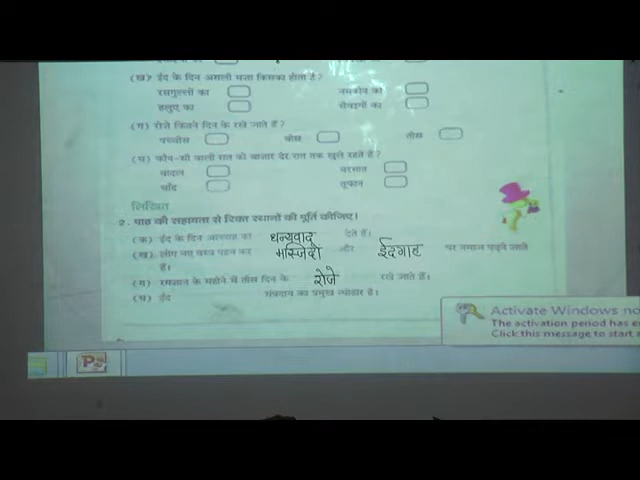 (ख) ईद के दिन असली मजा किसका होता है?
रसगुल्लों का नमकीन का
हलुए का सेवइयों का
(ग) रोजे कितने दिन के रखे जाते हैं?
पच्चीस बीस तीस
(घ) कौन-सी वाली रात को बाजार देर रात तक खुले रहते हैं?
बादल बरसात
चाँद तूफान
लिखित
2. पाठ की सहायता से रिक्त स्थानों की पूर्ति कीजिए।
(क) ईद के दिन अल्लाह को धन्यवाद देते हैं।
(ख) लोग नए वस्त्र पहन कर मस्जिदों और ईदगाह पर नमाज पढ़ने जाते
हैं।
(ग) रमज़ान के महीने में तीस दिन के रोजे रखे जाते हैं।
(घ) ईद का प्रमुख त्योहार है।
Activate Windows no
The activation period has e
Click this message to start a